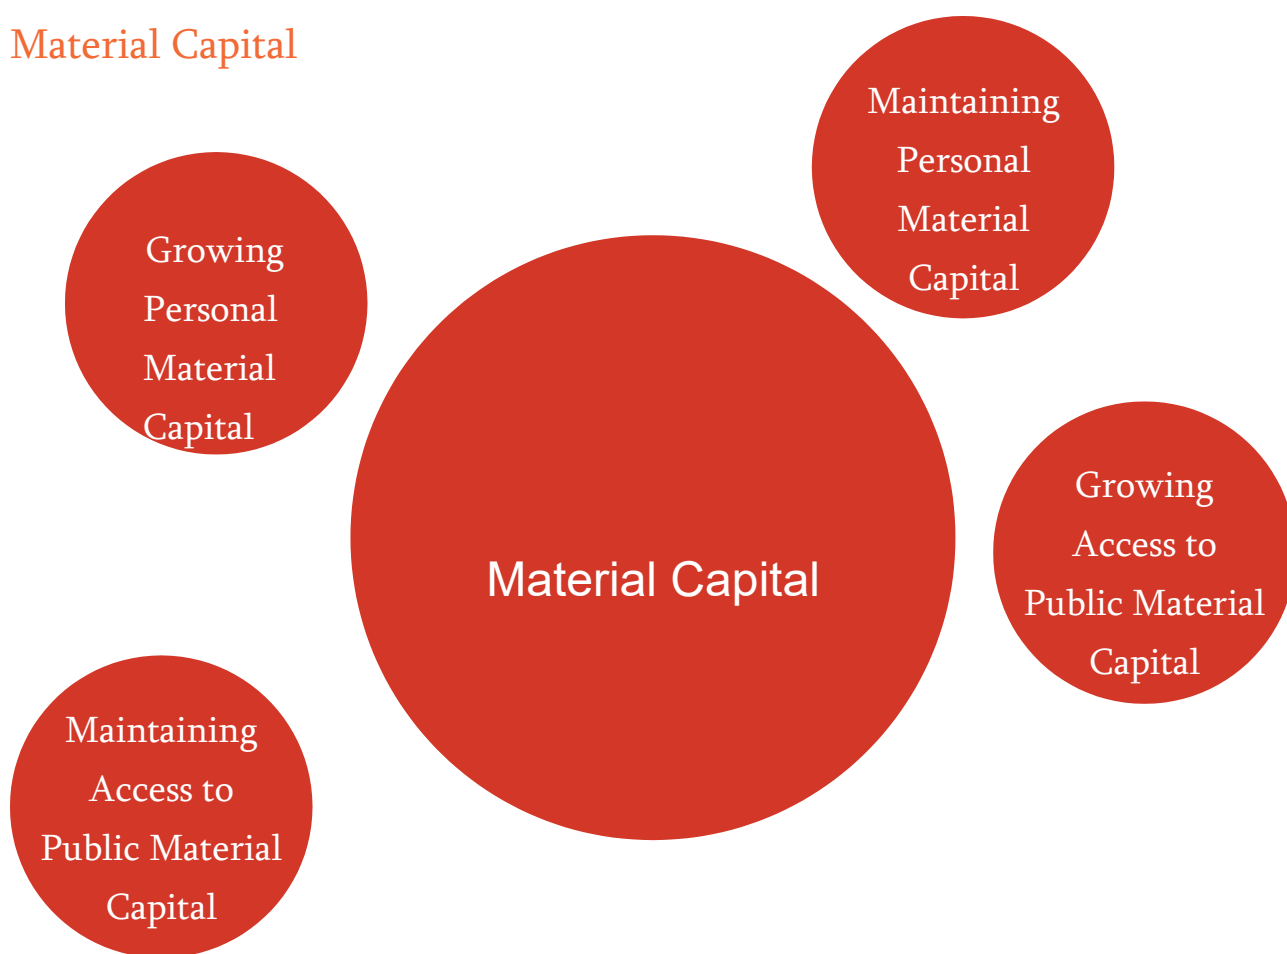 Material Capital
Maintaining
Personal
Material
Capital
Growing
Personal
Material
Capital
Growing
Access to
Public Material
Capital
Material Capital
Maintaining
Access to
Public Material
Capital